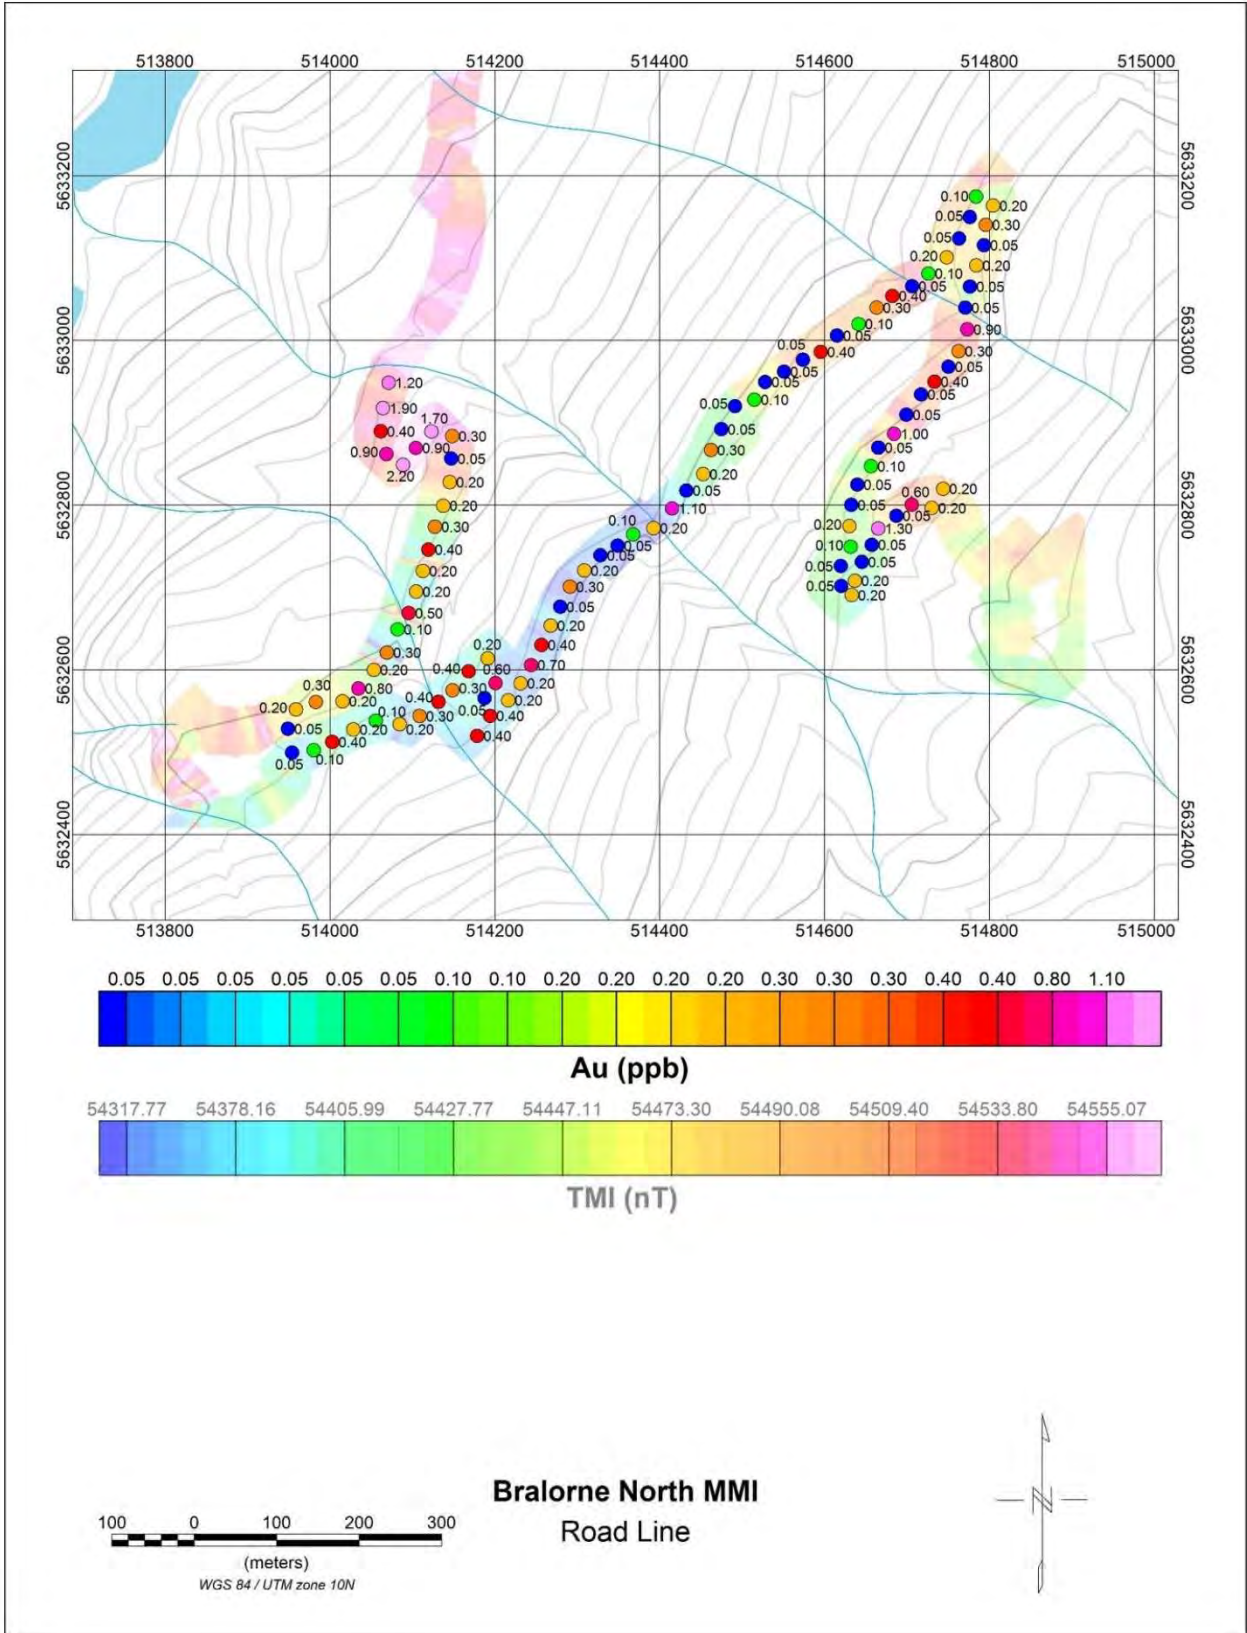 513800 514000 514200 514400 514600 514800 515000
5633200 5633200
0.10
0.20
0.05 0.30
0.05 0.05
0.20 0.20
0.10
0.05 0.05
0.40
0.30 0.05
0.10 0.90
5633000 0.05 5633000
0.05 0.40 0.30
0.05 0.05
1.20 0.05 0.40
0.10 0.05
1.90 0.05
1.70 0.05
0.40 0.30 0.05 1.00
0.90 0.90 0.30 0.05
2.20 0.05 0.10
0.20 0.20 0.05
0.05 0.60 0.20
5632800 0.20 1.10 0.05 0.20 5632800
0.10 0.05
0.30 0.20 0.20 1.30
0.40 0.05 0.10 0.05
0.05 0.05 0.05
0.20 0.20 0.20
0.20 0.30 0.05 0.20
0.50 0.05
0.10 0.20
0.30 0.20 0.40
5632600 0.20 0.40 0.60 0.70 5632600
0.80 0.30 0.20
0.30 0.20 0.40 0.20
0.20 0.10 0.30 0.05 0.40
0.05 0.20 0.20
0.40 0.40
0.05 0.10
5632400 5632400
513800 514000 514200 514400 514600 514800 515000
0.05 0.05 0.05 0.05 0.05 0.05 0.10 0.10 0.20 0.20 0.20 0.20 0.30 0.30 0.30 0.40 0.40 0.80 1.10
Au (ppb)
54317.77 54378.16 54405.99 54427.77 54447.11 54473.30 54490.08 54509.40 54533.80 54555.07
TMI (nT)
Bralorne North MMI
Road Line
100 0 100 200 300
(meters)
WGS 84 / UTM zone 10N
N